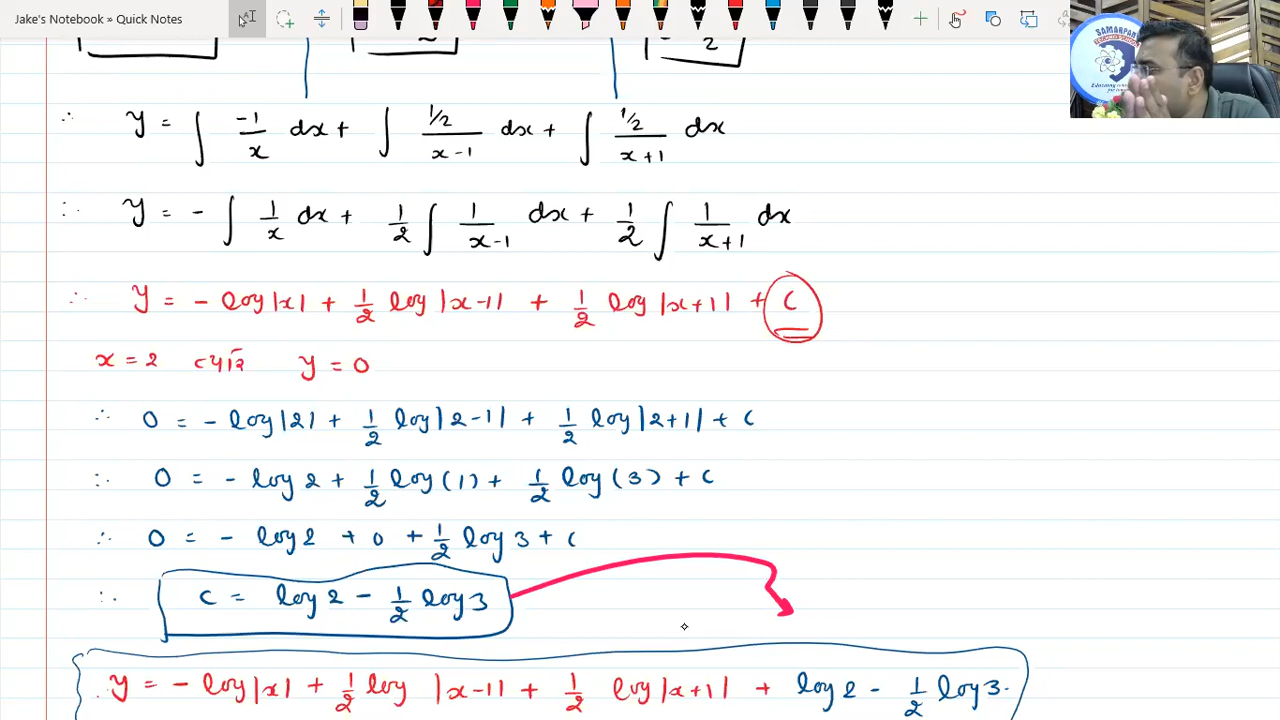 Jake's Notebook » Quick Notes
SAMARPAN
2
∴ y = ∫ -1/x dx + ∫ 1/2/x-1 dx + ∫ 1/2/x+1 dx
∴ y = - ∫ 1/x dx + 1/2 ∫ 1/x-1 dx + 1/2 ∫ 1/x+1 dx
∴ y = - log|x| + 1/2 log|x-1| + 1/2 log|x+1| + C
x = 2 ત્યારે y = 0
∴ 0 = - log|2| + 1/2 log|2-1| + 1/2 log|2+1| + C
∴ 0 = - log 2 + 1/2 log(1) + 1/2 log(3) + C
∴ 0 = - log 2 + 0 + 1/2 log 3 + C
∴ C = log 2 - 1/2 log 3
∴ y = - log|x| + 1/2 log |x-1| + 1/2 log|x+1| + log 2 - 1/2 log 3.